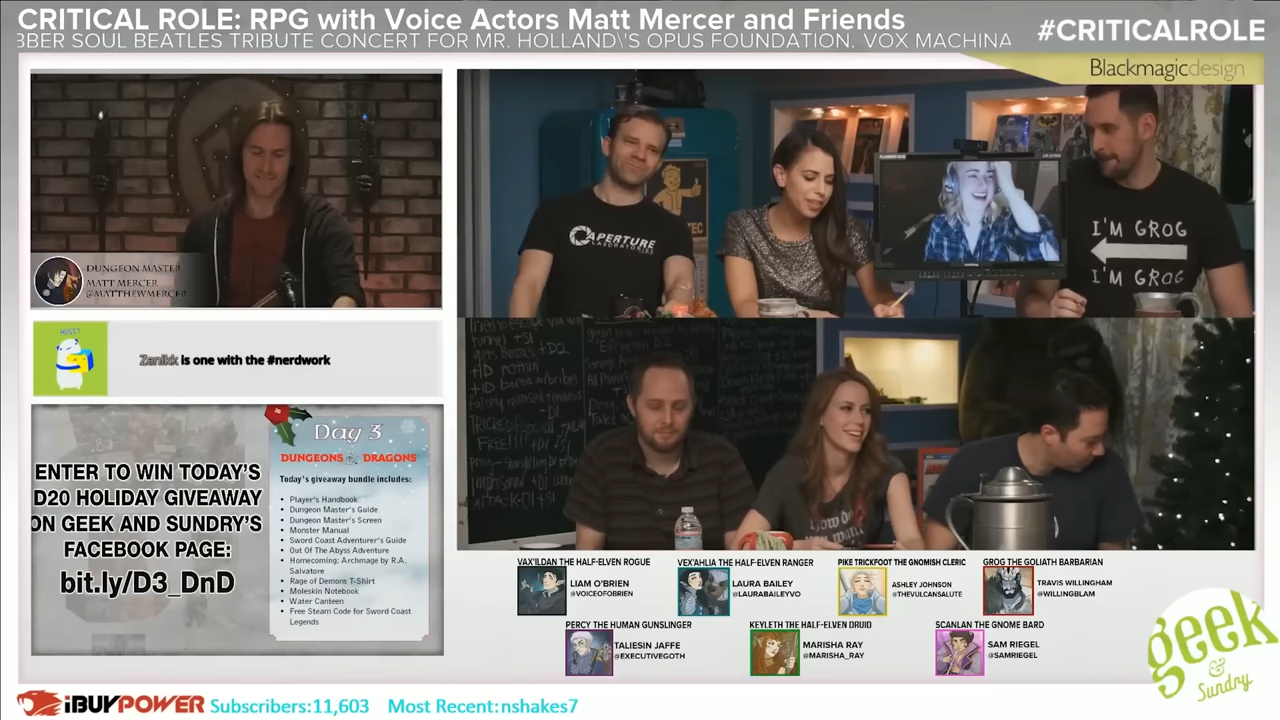 CRITICAL ROLE: RPG with Voice Actors Matt Mercer and Friends
BER SOUL BEATLES TRIBUTE CONCERT FOR MR. HOLLAND\'S OPUS FOUNDATION. VOX MACHINA
#CRITICALROLE
Blackmagicdesign
DUNGEON MASTER
MATT MERCER
@MATTHEWMERCER
APERTURE
LABORATORIES
I'M GROG
I'M GROG
Zanikk is one with the #nerdwork
ENTER TO WIN TODAY'S
D20 HOLIDAY GIVEAWAY
ON GEEK AND SUNDRY'S
FACEBOOK PAGE:
bit.ly/D3_DnD
Day 3
DUNGEONS & DRAGONS
Today's giveaway bundle includes:
• Player's Handbook
• Dungeon Master's Guide
• Dungeon Master's Screen
• Monster Manual
• Sword Coast Adventurer's Guide
• Out Of The Abyss Adventure
• Homecoming: Archmage by R.A.
Salvatore
• Rage of Demons T-Shirt
• Moleskin Notebook
• Water Canteen
• Free Steam Code for Sword Coast
Legends
VAX'ILDAN THE HALF-ELVEN ROGUE
LIAM O'BRIEN
@VOICEOFOBRIEN
VEX'AHLIA THE HALF-ELVEN RANGER
LAURA BAILEY
@LAURABAILEYVO
PIKE TRICKFOOT THE GNOMISH CLERIC
ASHLEY JOHNSON
@THEVULCANSALUTE
GROG THE GOLIATH BARBARIAN
TRAVIS WILLINGHAM
@WILLINGBLAM
PERCY THE HUMAN GUNSLINGER
TALIESIN JAFFE
@EXECUTIVEGOTH
KEYLETH THE HALF-ELVEN DRUID
MARISHA RAY
@MARISHA_RAY
SCANLAN THE GNOME BARD
SAM RIEGEL
@SAMRIEGEL
geek
&
Sundry
iBUYPOWER
Subscribers:11,603 Most Recent:nshakes7